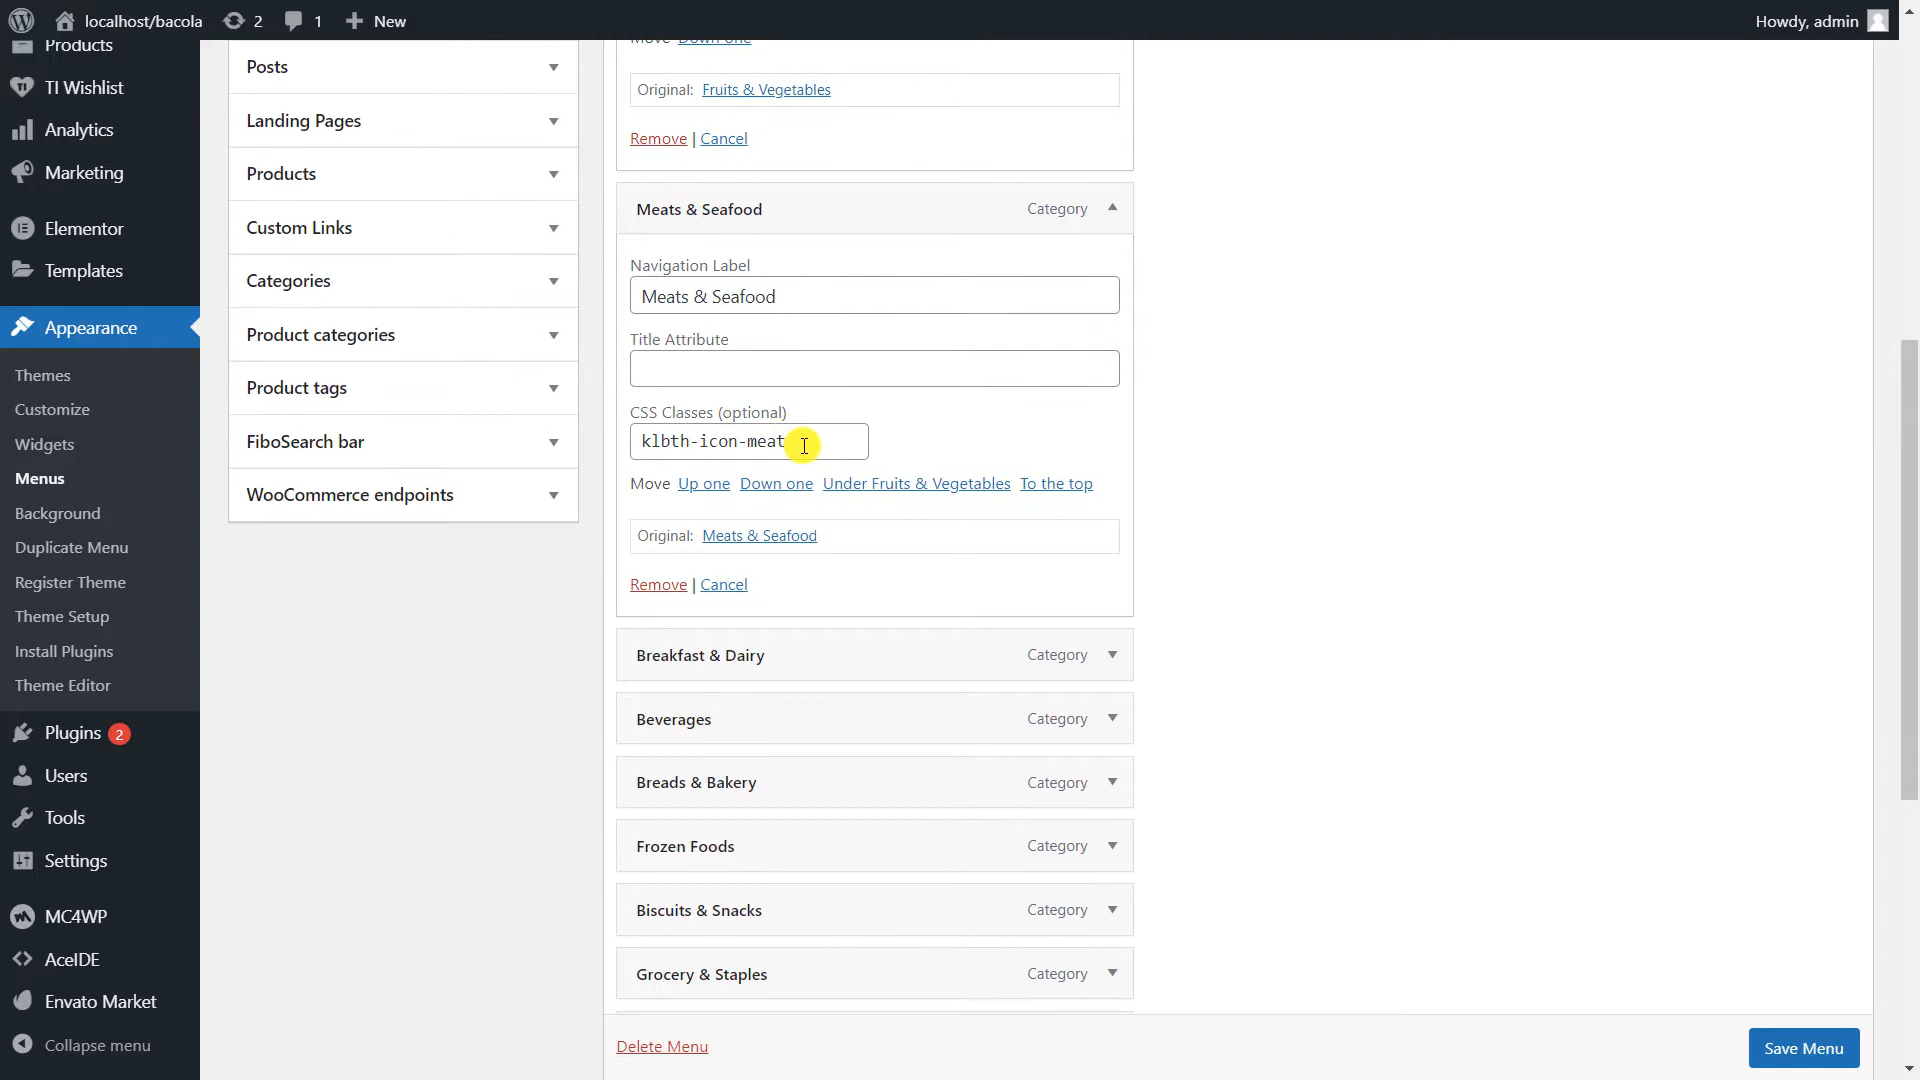 localhost/bacola
2
1
New
Howdy, admin
Products
TI Wishlist
Analytics
Marketing
Elementor
Templates
Appearance
Themes
Customize
Widgets
Menus
Background
Duplicate Menu
Register Theme
Theme Setup
Install Plugins
Theme Editor
Plugins 2
Users
Tools
Settings
MC4WP
AceIDE
Envato Market
Collapse menu
Posts
Landing Pages
Products
Custom Links
Categories
Product categories
Product tags
FiboSearch bar
WooCommerce endpoints
Move Down one
Original: Fruits & Vegetables
Remove | Cancel
Meats & Seafood Category
Navigation Label
Meats & Seafood
Title Attribute
CSS Classes (optional)
klbth-icon-meat
Move Up one Down one Under Fruits & Vegetables To the top
Original: Meats & Seafood
Remove | Cancel
Breakfast & Dairy Category
Beverages Category
Breads & Bakery Category
Frozen Foods Category
Biscuits & Snacks Category
Grocery & Staples Category
Delete Menu
Save Menu